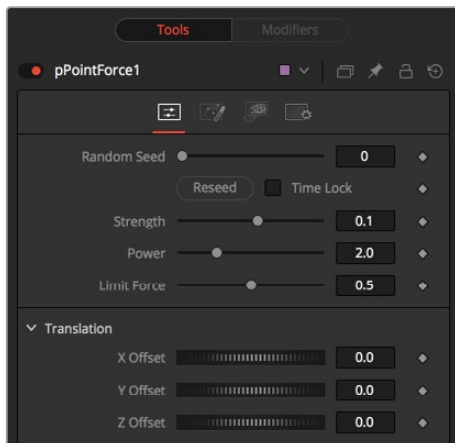 Tools Modifiers
pPointForce1
Random Seed 0
Reseed Time Lock
Strength 0.1
Power 2.0
Limit Force 0.5
Translation
X Offset 0.0
Y Offset 0.0
Z Offset 0.0